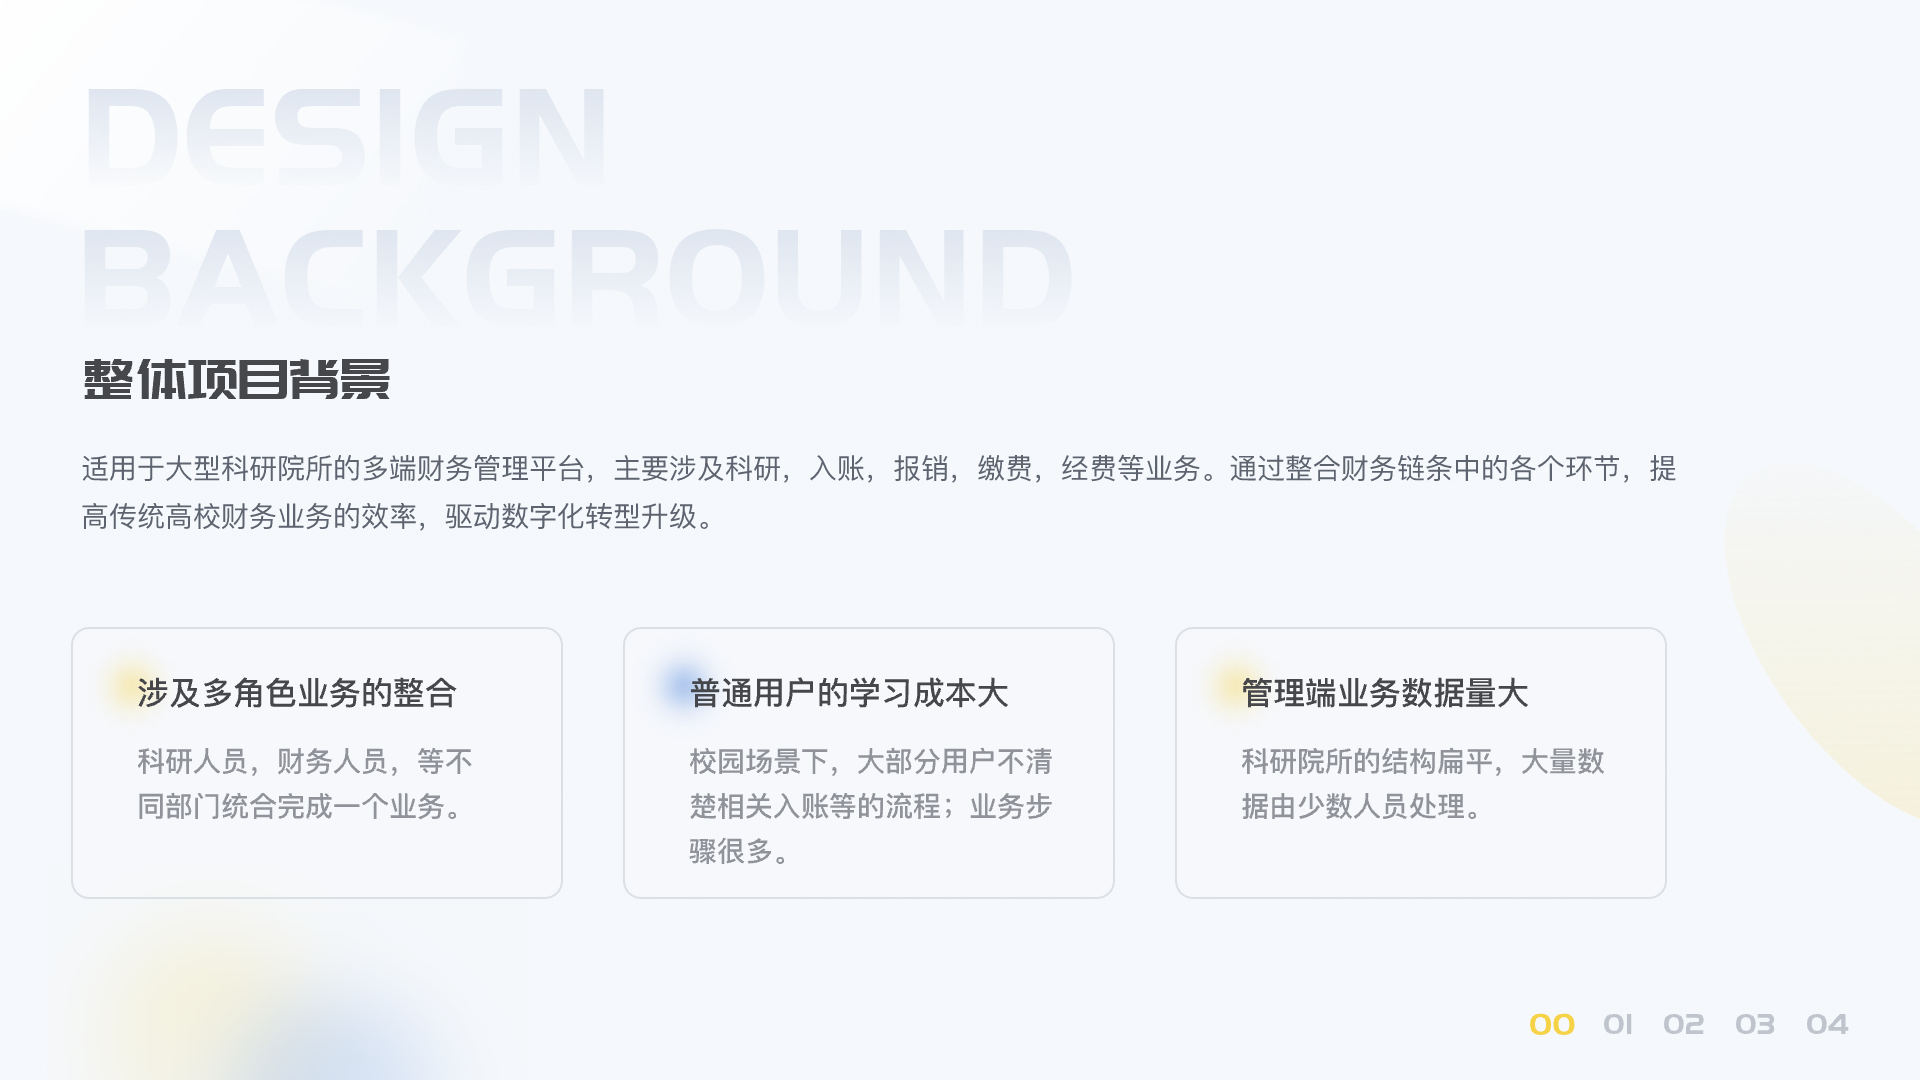 DESIGN
BACKGROUND
整体项目背景
适用于大型科研院所的多端财务管理平台，主要涉及科研，入账，报销，缴费，经费等业务。通过整合财务链条中的各个环节，提
高传统高校财务业务的效率，驱动数字化转型升级。
涉及多角色业务的整合
科研人员，财务人员，等不
同部门统合完成一个业务。
普通用户的学习成本大
校园场景下，大部分用户不清
楚相关入账等的流程；业务步
骤很多。
管理端业务数据量大
科研院所的结构扁平，大量数
据由少数人员处理。
00 01 02 03 04